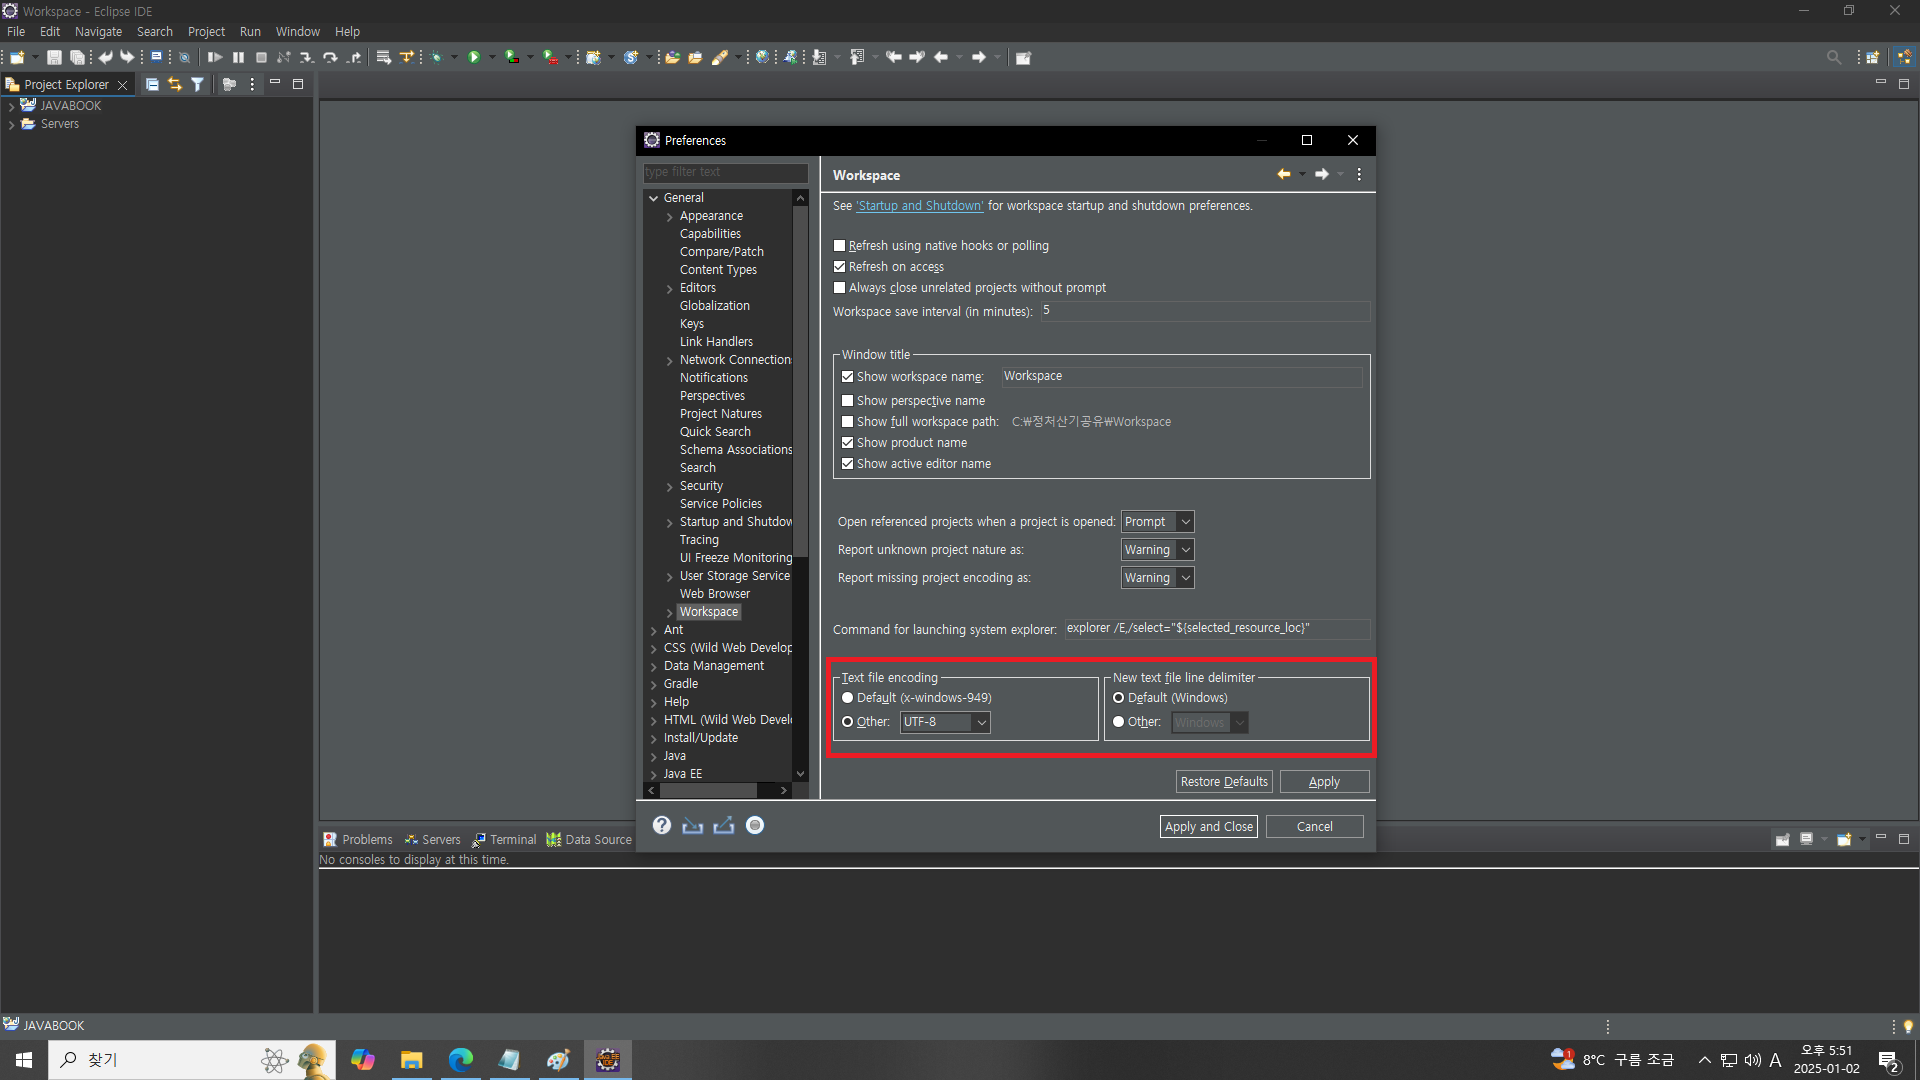 Workspace - Eclipse IDE
File Edit Navigate Search Project Run Window Help
Project Explorer
JAVABOOK
Servers
Preferences
type filter text
General
Appearance
Capabilities
Compare/Patch
Content Types
Editors
Globalization
Keys
Link Handlers
Network Connection
Notifications
Perspectives
Project Natures
Quick Search
Schema Associations
Search
Security
Service Policies
Startup and Shutdow
Tracing
UI Freeze Monitoring
User Storage Service
Web Browser
Workspace
Ant
CSS (Wild Web Develop
Data Management
Gradle
Help
HTML (Wild Web Devel
Install/Update
Java
Java EE
Workspace
See 'Startup and Shutdown' for workspace startup and shutdown preferences.
Refresh using native hooks or polling
Refresh on access
Always close unrelated projects without prompt
Workspace save interval (in minutes): 5
Window title
Show workspace name: Workspace
Show perspective name
Show full workspace path: C:₩정처산기공유₩Workspace
Show product name
Show active editor name
Open referenced projects when a project is opened: Prompt
Report unknown project nature as: Warning
Report missing project encoding as: Warning
Command for launching system explorer: explorer /E,/select="${selected_resource_loc}"
Text file encoding
Default (x-windows-949)
Other: UTF-8
New text file line delimiter
Default (Windows)
Other: Windows
Restore Defaults Apply
Apply and Close Cancel
Problems Servers Terminal Data Source
No consoles to display at this time.
JAVABOOK
찾기
1 8°C 구름 조금
A
오후 5:51
2025-01-02
2